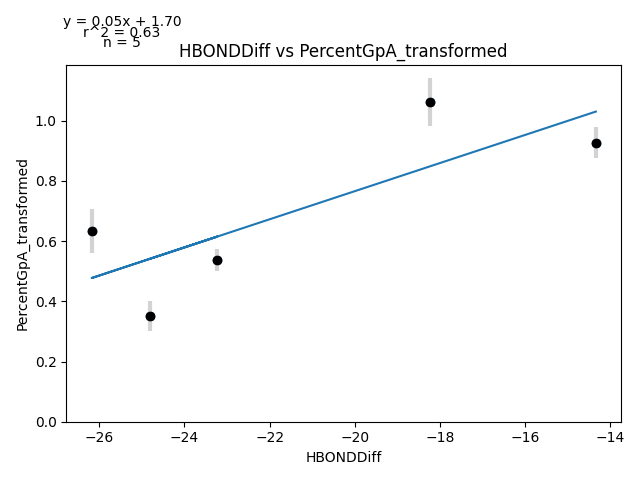 y = 0.05x + 1.70
r^2 = 0.63
n = 5
HBONDDiff vs PercentGpA_transformed
1.0
0.8
0.6
0.4
0.2
0.0
PercentGpA_transformed
−26
−24
−22
−20
−18
−16
−14
HBONDDiff